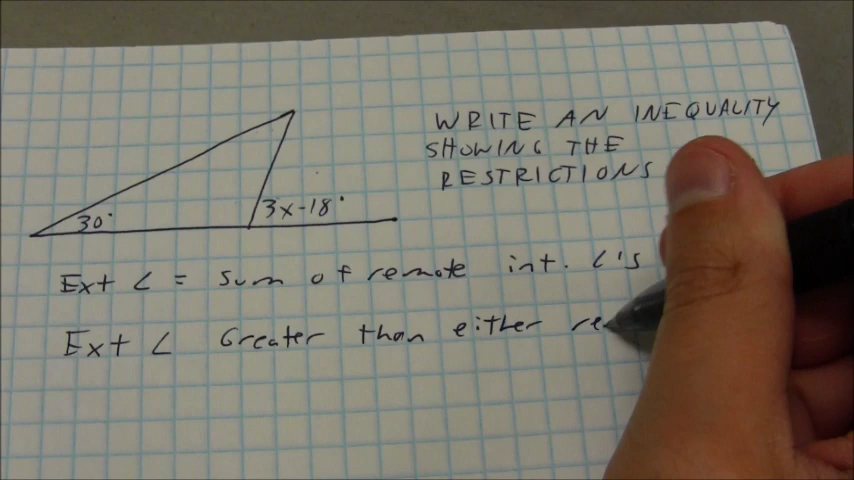 WRITE AN INEQUALITY
SHOWING THE
RESTRICTIONS
30°
3x-18°
Ext ∠ = Sum of remote int. ∠'s
Ext ∠ Greater than either re